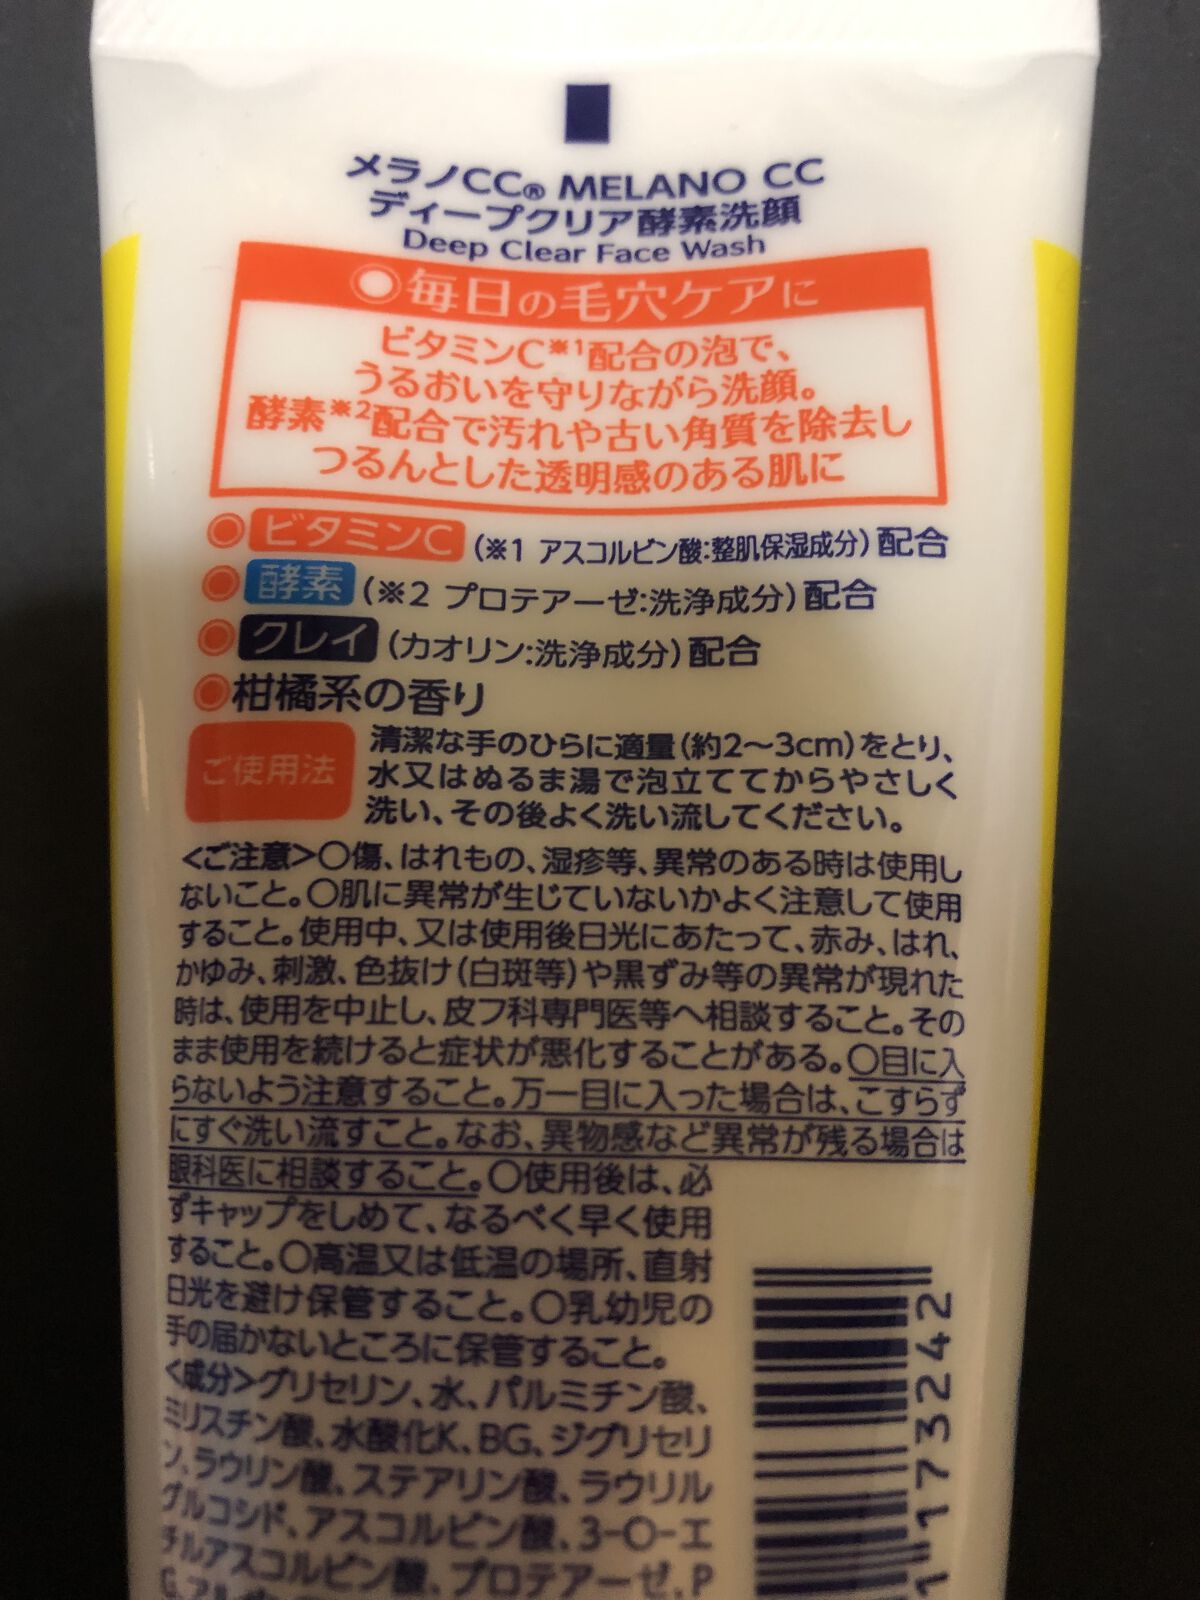 メラノCC® MELANO CC
ディープクリア酵素洗顔
Deep Clear Face Wash
毎日の毛穴ケアに
ビタミンC※1配合の泡で、
うるおいを守りながら洗顔。
酵素※2配合で汚れや古い角質を除去し
つるんとした透明感のある肌に
ビタミンC (※1 アスコルビン酸:整肌保湿成分) 配合
酵素 (※2 プロテアーゼ:洗浄成分) 配合
クレイ (カオリン:洗浄成分) 配合
柑橘系の香り
ご使用法
清潔な手のひらに適量(約2〜3cm)をとり、
水又はぬるま湯で泡立ててからやさしく
洗い、その後よく洗い流してください。
<ご注意>○傷、はれもの、湿疹等、異常のある時は使用し
ないこと。○肌に異常が生じていないかよく注意して使用
すること。使用中、又は使用後日光にあたって、赤み、はれ、
かゆみ、刺激、色抜け(白斑等)や黒ずみ等の異常が現れた
時は、使用を中止し、皮フ科専門医等へ相談すること。その
まま使用を続けると症状が悪化することがある。○目に入
らないよう注意すること。万一目に入った場合は、こすらず
にすぐ洗い流すこと。なお、異物感など異常が残る場合は
眼科医に相談すること。○使用後は、必
ずキャップをしめて、なるべく早く使用
すること。○高温又は低温の場所、直射
日光を避け保管すること。○乳幼児の
手の届かないところに保管すること。
<成分>グリセリン、水、パルミチン酸、
ミリスチン酸、水酸化K、BG、ジグリセリ
ン、ラウリン酸、ステアリン酸、ラウリル
グルコシド、アスコルビン酸、3-O-エ
チルアスコルビン酸、プロテアーゼ、P
1173242